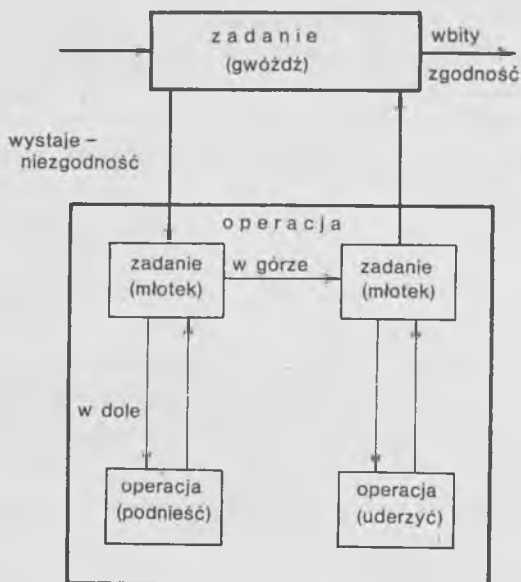 zadanie
(gwóźdź)
wbity
zgodność
wystaje –
niezgodność
operacja
zadanie
(młotek)
w górze
zadanie
(młotek)
w dole
operacja
(podnieść)
operacja
(uderzyć)